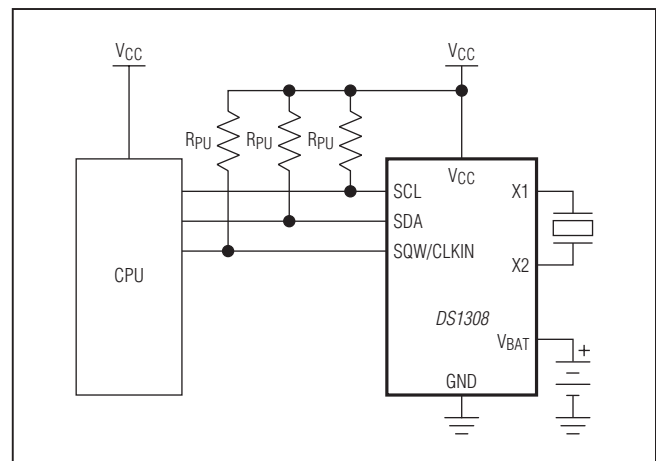 VCC
VCC
RPU
RPU
RPU
VCC
SCL
X1
SDA
SQW/CLKIN
X2
CPU
DS1308
VBAT
+
GND